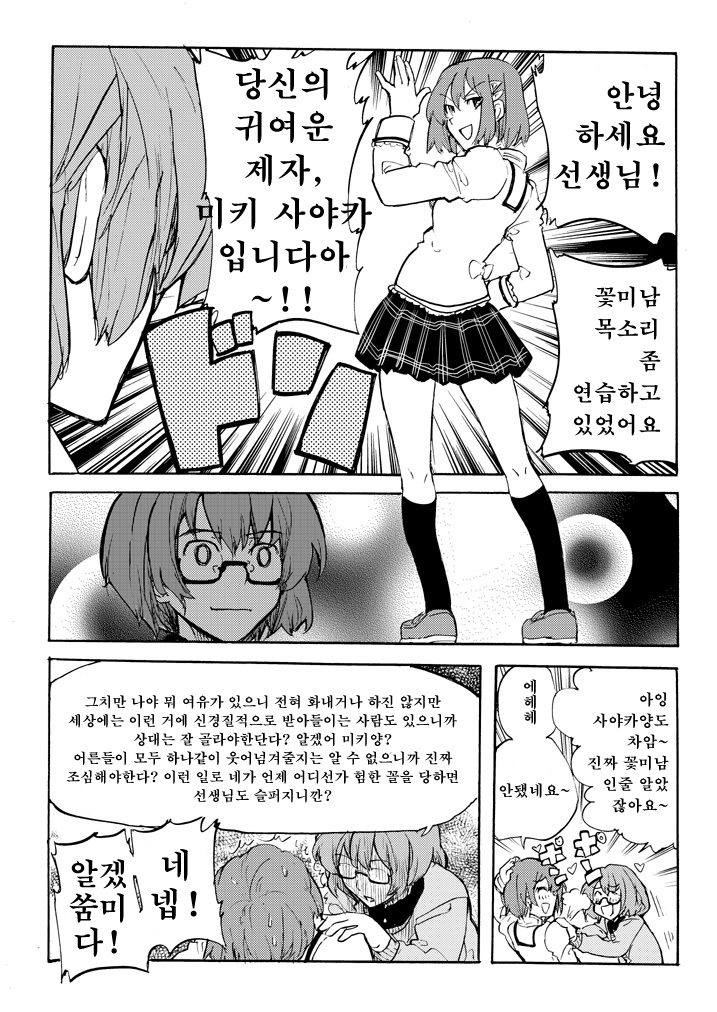 안녕
하세요
선생님!
당신의
귀여운
제자,
미키 사야카
입니다아
~!!
꽃미남
목소리
좀
연습하고
있었어요
ドドン
아잉
사야카양도
차암~
진짜 꽃미남
인줄 알았
잖아요~
에헤헤
안됐네요~
ポ
ポ
그치만 나야 뭐 여유가 있으니 전혀 화내거나 하진 않지만
세상에는 이런 거에 신경질적으로 받아들이는 사람도 있으니까
상대는 잘 골라야한단다? 알겠어 미키양?
어른들이 모두 하나같이 웃어넘겨줄지는 알 수 없으니까 진짜
조심해야한다? 이런 일로 네가 언제 어디선가 험한 꼴을 당하면
선생님도 슬퍼지니까?
네
넵!
알겠
씀미
다!